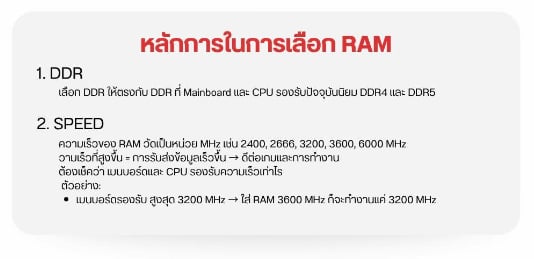 หลักการในการเลือก RAM
1. DDR
เลือก DDR ให้ตรงกับ DDR ที่ Mainboard และ CPU รองรับปัจจุบันนิยม DDR4 และ DDR5
2. SPEED
ความเร็วของ RAM วัดเป็นหน่วย MHz เช่น 2400, 2666, 3200, 3600, 6000 MHz
วามเร็วที่สูงขึ้น = การรับส่งข้อมูลเร็วขึ้น → ดีต่อเกมและการทำงาน
ต้องเช็คว่า เมนบอร์ดและ CPU รองรับความเร็วเท่าไร
ตัวอย่าง:
• เมนบอร์ดรองรับ สูงสุด 3200 MHz → ใส่ RAM 3600 MHz ก็จะทำงานแค่ 3200 MHz